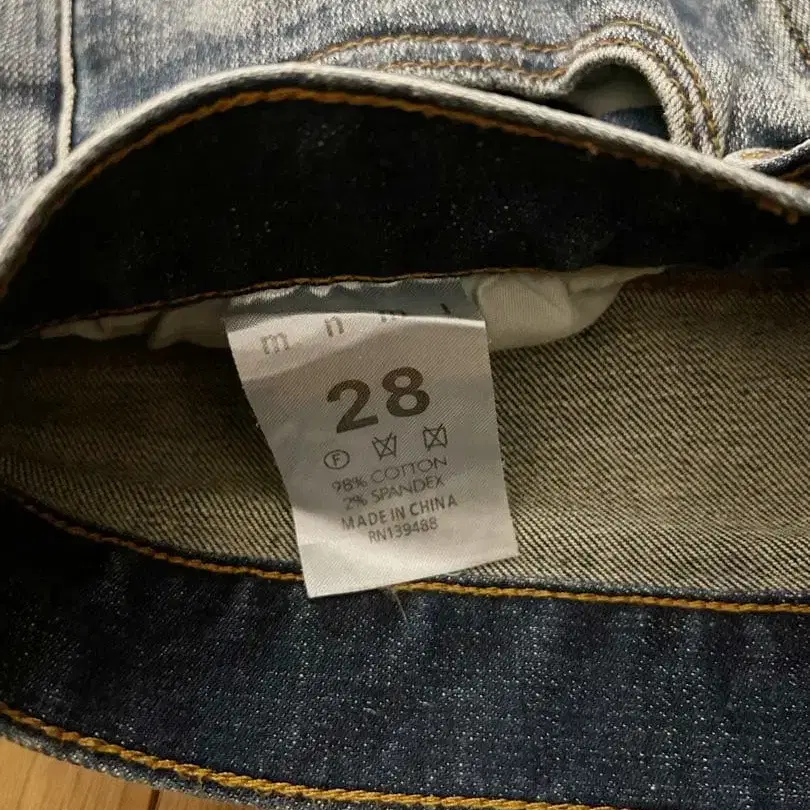 m n m l
28
F
98% COTTON
2% SPANDEX
MADE IN CHINA
RN139488